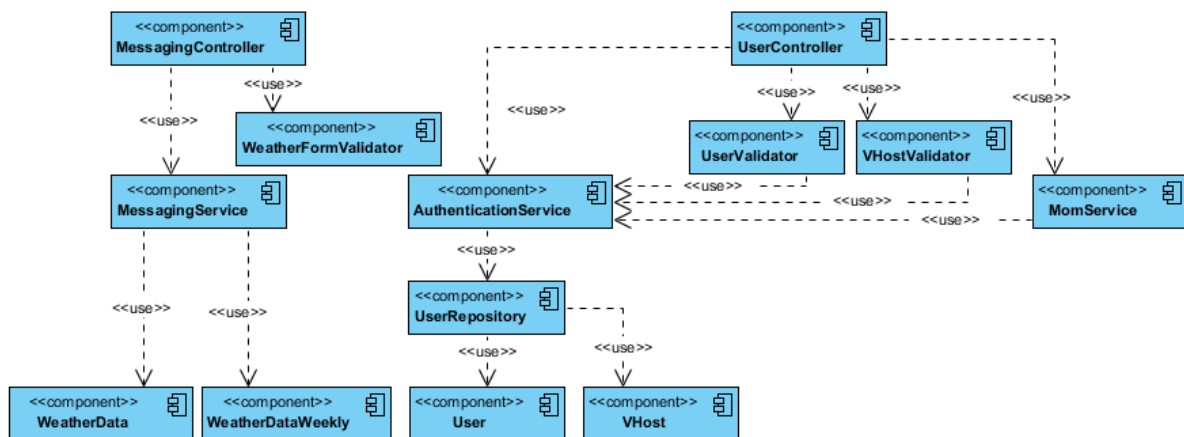 <<component>>
MessagingController
<<component>>
UserController
<<use>>
<<use>>
<<use>>
<<use>>
<<use>>
<<use>>
<<use>>
<<component>>
WeatherFormValidator
<<component>>
UserValidator
<<component>>
VHostValidator
<<component>>
MessagingService
<<component>>
AuthenticationService
<<use>>
<<use>>
<<use>>
<<component>>
MomService
<<use>>
<<component>>
UserRepository
<<use>>
<<use>>
<<use>>
<<use>>
<<component>>
WeatherData
<<component>>
WeatherDataWeekly
<<component>>
User
<<component>>
VHost